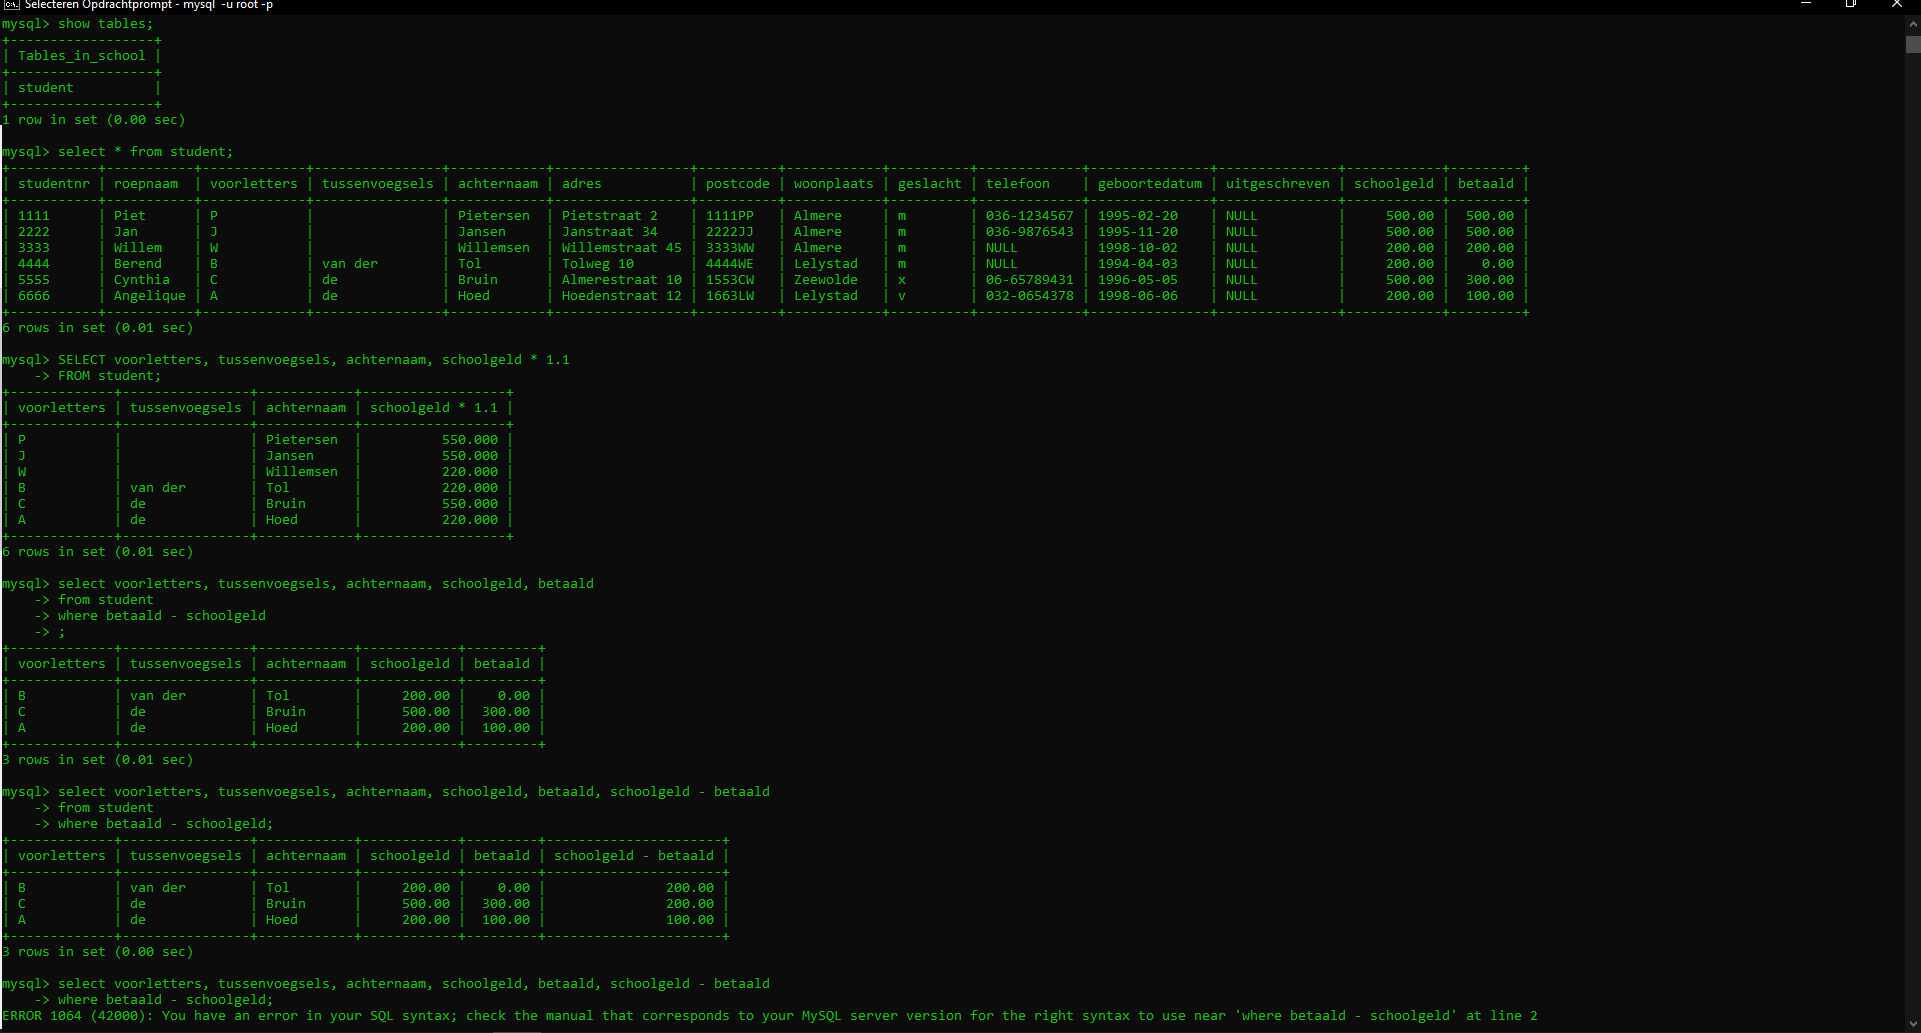 Selecteren Opdrachtprompt - mysql -u root -p
mysql> show tables;
+------------------+
| Tables_in_school |
+------------------+
| student          |
+------------------+
1 row in set (0.00 sec)

mysql> select * from student;
+-----------+-----------+-------------+----------------+------------+-----------------+----------+------------+----------+------------+--------------+---------------+------------+---------+
| studentnr | roepnaam  | voorletters | tussenvoegsels | achternaam | adres           | postcode | woonplaats | geslacht | telefoon   | geboortedatum | uitgeschreven | schoolgeld | betaald |
+-----------+-----------+-------------+----------------+------------+-----------------+----------+------------+----------+------------+--------------+---------------+------------+---------+
| 1111      | Piet      | P           |                | Pietersen  | Pietstraat 2    | 1111PP   | Almere     | m        | 036-1234567 | 1995-02-20    | NULL          |     500.00 |  500.00 |
| 2222      | Jan       | J           |                | Jansen     | Janstraat 34    | 2222JJ   | Almere     | m        | 036-9876543 | 1995-11-20    | NULL          |     500.00 |  500.00 |
| 3333      | Willem    | W           |                | Willemsen  | Willemstraat 45 | 3333WW   | Almere     | m        | NULL        | 1998-10-02    | NULL          |     200.00 |  200.00 |
| 4444      | Berend    | B           | van der        | Tol        | Tolweg 10       | 4444WE   | Lelystad   | m        | NULL        | 1994-04-03    | NULL          |     200.00 |    0.00 |
| 5555      | Cynthia   | C           | de             | Bruin      | Almerestraat 10 | 1553CW   | Zeewolde   | x        | 06-65789431 | 1996-05-05    | NULL          |     500.00 |  300.00 |
| 6666      | Angelique | A           | de             | Hoed       | Hoedenstraat 12 | 1663LW   | Lelystad   | v        | 032-0654378 | 1998-06-06    | NULL          |     200.00 |  100.00 |
+-----------+-----------+-------------+----------------+------------+-----------------+----------+------------+----------+------------+--------------+---------------+------------+---------+
6 rows in set (0.01 sec)

mysql> SELECT voorletters, tussenvoegsels, achternaam, schoolgeld * 1.1
    -> FROM student;
+-------------+----------------+------------+------------------+
| voorletters | tussenvoegsels | achternaam | schoolgeld * 1.1 |
+-------------+----------------+------------+------------------+
| P           |                | Pietersen  |          550.000 |
| J           |                | Jansen     |          550.000 |
| W           |                | Willemsen  |          220.000 |
| B           | van der        | Tol        |          220.000 |
| C           | de             | Bruin      |          550.000 |
| A           | de             | Hoed       |          220.000 |
+-------------+----------------+------------+------------------+
6 rows in set (0.01 sec)

mysql> select voorletters, tussenvoegsels, achternaam, schoolgeld, betaald
    -> from student
    -> where betaald - schoolgeld
    -> ;
+-------------+----------------+------------+------------+---------+
| voorletters | tussenvoegsels | achternaam | schoolgeld | betaald |
+-------------+----------------+------------+------------+---------+
| B           | van der        | Tol        |     200.00 |    0.00 |
| C           | de             | Bruin      |     500.00 |  300.00 |
| A           | de             | Hoed       |     200.00 |  100.00 |
+-------------+----------------+------------+------------+---------+
3 rows in set (0.01 sec)

mysql> select voorletters, tussenvoegsels, achternaam, schoolgeld, betaald, schoolgeld - betaald
    -> from student
    -> where betaald - schoolgeld;
+-------------+----------------+------------+------------+---------+----------------------+
| voorletters | tussenvoegsels | achternaam | schoolgeld | betaald | schoolgeld - betaald |
+-------------+----------------+------------+------------+---------+----------------------+
| B           | van der        | Tol        |     200.00 |    0.00 |               200.00 |
| C           | de             | Bruin      |     500.00 |  300.00 |               200.00 |
| A           | de             | Hoed       |     200.00 |  100.00 |               100.00 |
+-------------+----------------+------------+------------+---------+----------------------+
3 rows in set (0.00 sec)

mysql> select voorletters, tussenvoegsels, achternaam, schoolgeld, betaald, schoolgeld - betaald
    -> where betaald - schoolgeld;
ERROR 1064 (42000): You have an error in your SQL syntax; check the manual that corresponds to your MySQL server version for the right syntax to use near 'where betaald - schoolgeld' at line 2